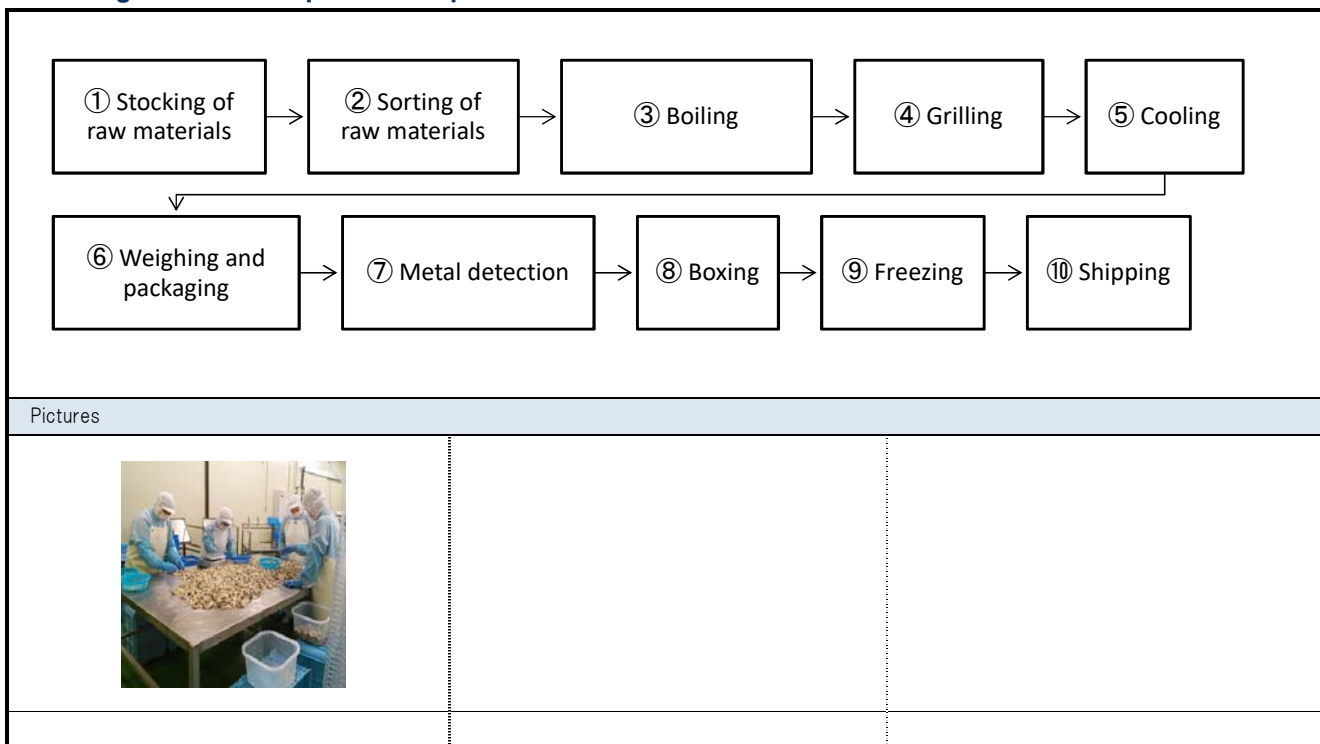 ① Stocking of
raw materials
② Sorting of
raw materials
③ Boiling
④ Grilling
⑤ Cooling
⑥ Weighing and
packaging
⑦ Metal detection
⑧ Boxing
⑨ Freezing
⑩ Shipping
Pictures